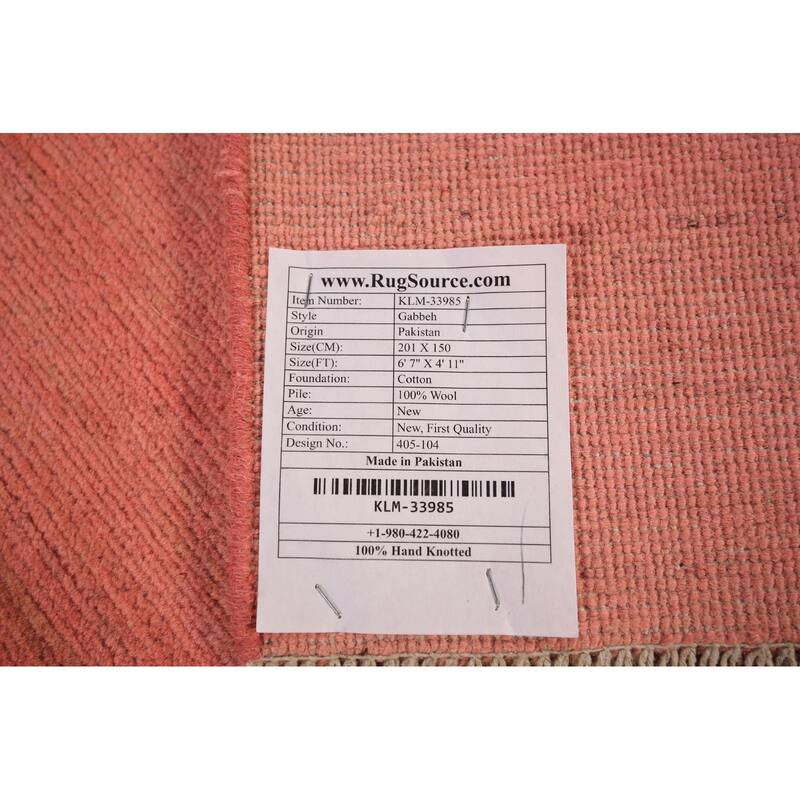 www.RugSource.com
Item Number: KLM-33985
Style Gabbeh
Origin Pakistan
Size(CM): 201 X 150
Size(FT): 6' 7" X 4' 11"
Foundation: Cotton
Pile: 100% Wool
Age: New
Condition: New, First Quality
Design No.: 405-104
Made in Pakistan
KLM-33985
+1-980-422-4080
100% Hand Knotted